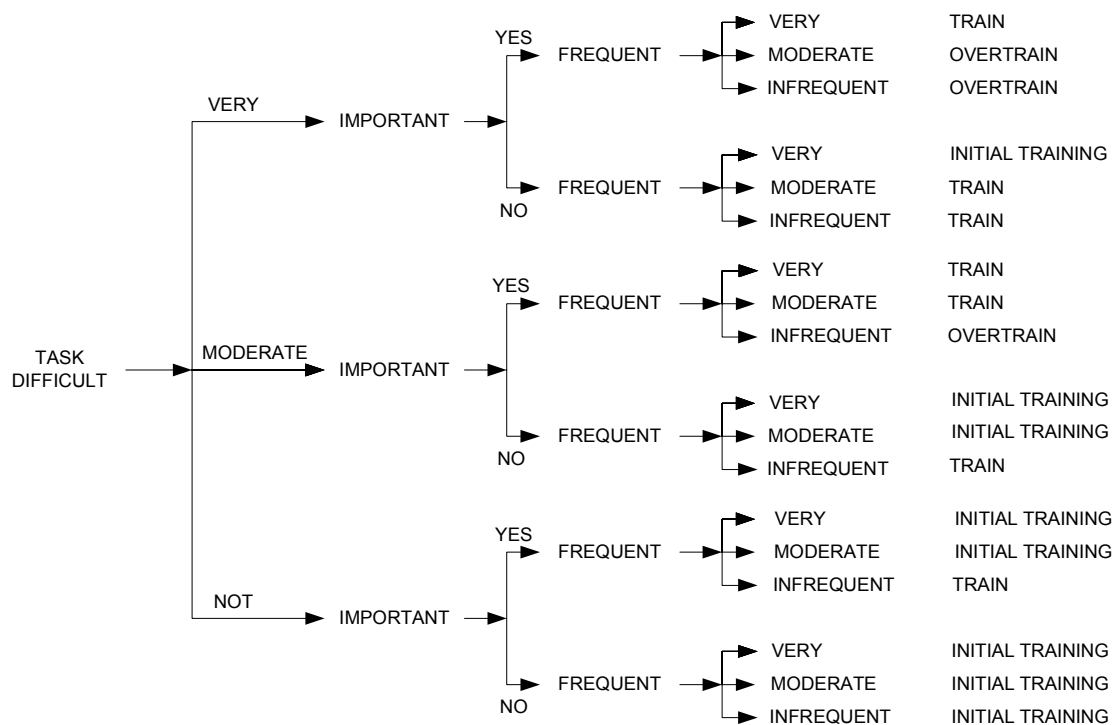 VERY TRAIN
YES FREQUENT MODERATE OVERTRAIN
INFREQUENT OVERTRAIN
VERY IMPORTANT
VERY INITIAL TRAINING
FREQUENT MODERATE TRAIN
NO
INFREQUENT TRAIN
VERY TRAIN
YES FREQUENT MODERATE TRAIN
INFREQUENT OVERTRAIN
TASK
DIFFICULT
MODERATE IMPORTANT
VERY INITIAL TRAINING
FREQUENT MODERATE INITIAL TRAINING
NO
INFREQUENT TRAIN
VERY INITIAL TRAINING
YES FREQUENT MODERATE INITIAL TRAINING
INFREQUENT TRAIN
NOT IMPORTANT
VERY INITIAL TRAINING
FREQUENT MODERATE INITIAL TRAINING
NO
INFREQUENT INITIAL TRAINING